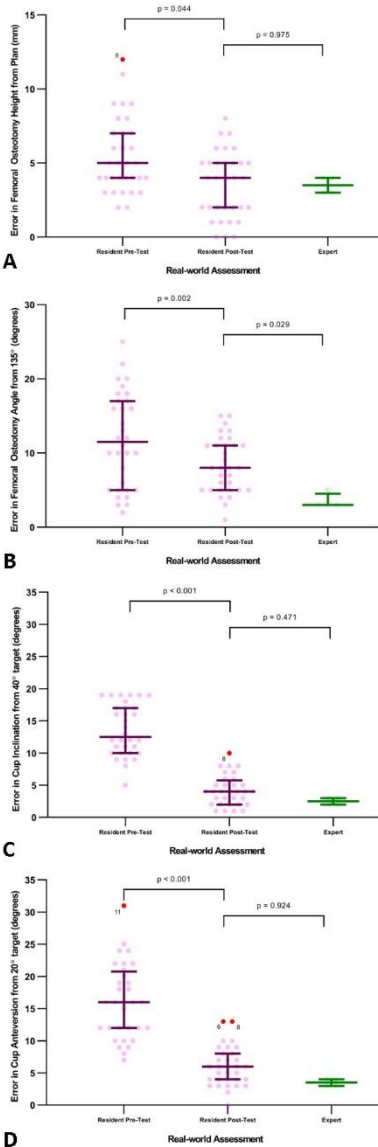 Error in Femoral Osteotomy Height from Plan (mm)
15
10
5
0
p = 0.044
p = 0.975
8
Resident Pre-Test
Resident Post-Test
Expert
Real-world Assessment
A
Error in Femoral Osteotomy Angle from 135° (degrees)
30
20
10
0
p = 0.002
p = 0.029
Resident Pre-Test
Resident Post-Test
Expert
Real-world Assessment
B
Error in Cup Inclination from 40° target (degrees)
35
30
25
20
15
10
5
0
p < 0.001
p = 0.471
8
Resident Pre-Test
Resident Post-Test
Expert
Real-world Assessment
C
Error in Cup Anteversion from 20° target (degrees)
35
30
25
20
15
10
5
0
p < 0.001
p = 0.924
11
6
8
Resident Pre-Test
Resident Post-Test
Expert
Real-world Assessment
D